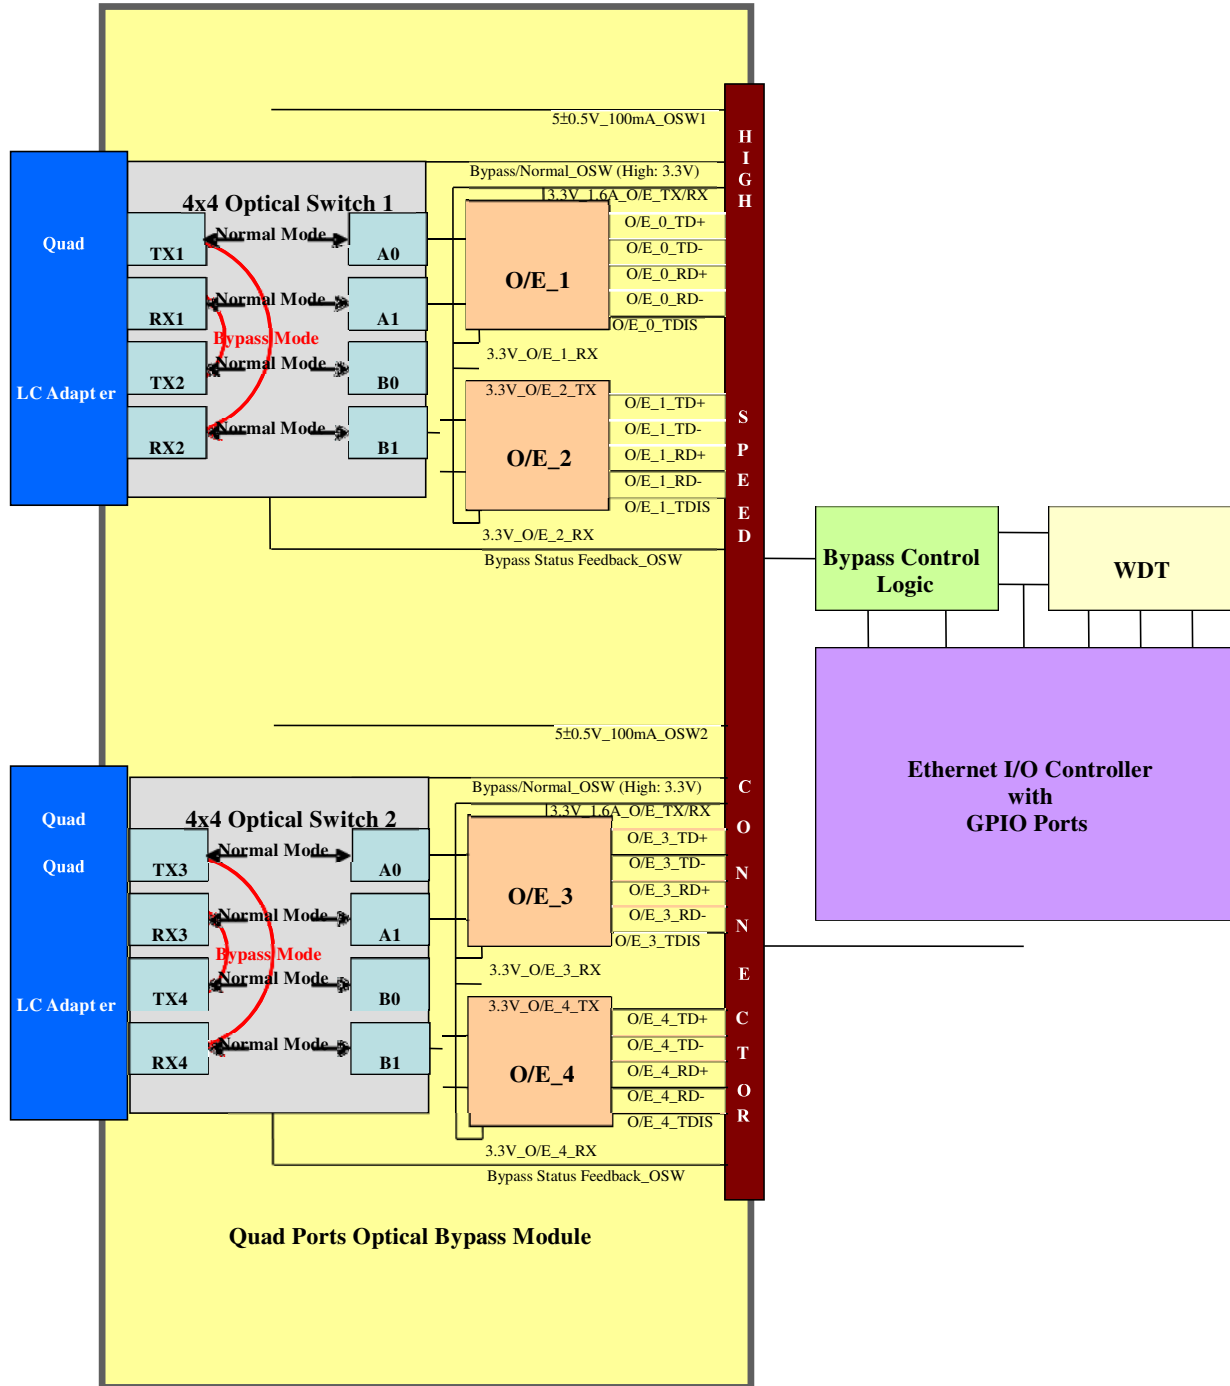 5±0.5V_100mA_OSW1
HIGH
Bypass/Normal_OSW (High: 3.3V)
3.3V_1.6A_O/E_TX/RX
4x4 Optical Switch 1
Quad
LC Adapter
TX1
Normal Mode
A0
RX1
Normal Mode
A1
Bypass Mode
TX2
Normal Mode
B0
RX2
Normal Mode
B1
O/E_1
O/E_0_TD+
O/E_0_TD-
O/E_0_RD+
O/E_0_RD-
O/E_0_TDIS
3.3V_O/E_1_RX
3.3V_O/E_2_TX
O/E_2
O/E_1_TD+
O/E_1_TD-
O/E_1_RD+
O/E_1_RD-
O/E_1_TDIS
3.3V_O/E_2_RX
Bypass Status Feedback_OSW
SPEED
Bypass Control
Logic
WDT
Ethernet I/O Controller
with
GPIO Ports
5±0.5V_100mA_OSW2
Bypass/Normal_OSW (High: 3.3V)
3.3V_1.6A_O/E_TX/RX
CONNECTOR
4x4 Optical Switch 2
Quad
Quad
LC Adapter
TX3
Normal Mode
A0
RX3
Normal Mode
A1
Bypass Mode
TX4
Normal Mode
B0
RX4
Normal Mode
B1
O/E_3
O/E_3_TD+
O/E_3_TD-
O/E_3_RD+
O/E_3_RD-
O/E_3_TDIS
3.3V_O/E_3_RX
3.3V_O/E_4_TX
O/E_4
O/E_4_TD+
O/E_4_TD-
O/E_4_RD+
O/E_4_RD-
O/E_4_TDIS
3.3V_O/E_4_RX
Bypass Status Feedback_OSW
Quad Ports Optical Bypass Module